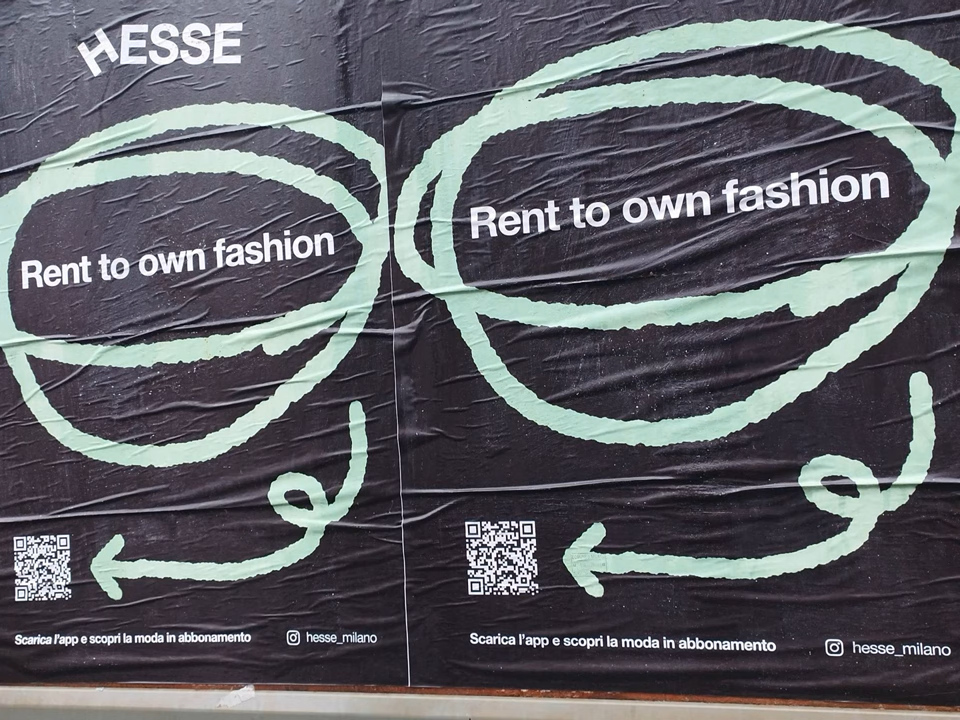 HESSE
Rent to own fashion
Scarica l'app e scopri la moda in abbonamento
hesse_milano
Rent to own fashion
Scarica l'app e scopri la moda in abbonamento
hesse_milano